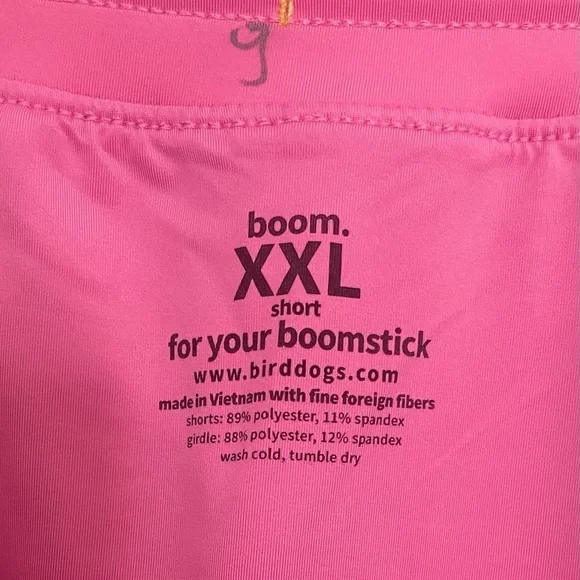 9
boom.
XXL
short
for your boomstick
www.birddogs.com
made in Vietnam with fine foreign fibers
shorts: 89% polyester, 11% spandex
girdle: 88% polyester, 12% spandex
wash cold, tumble dry